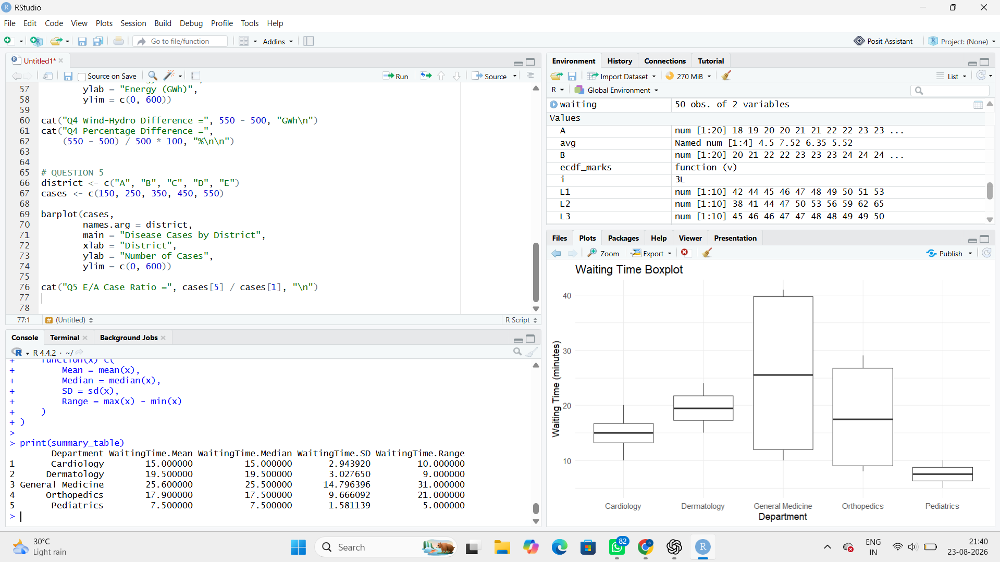 RStudio
File Edit Code View Plots Session Build Debug Profile Tools Help
Go to file/function Addins Posit Assistant Project: (None)
Untitled1*
Source on Save Run Source
57 ylab = "Energy (GWh)",
58 ylim = c(0, 600))
59
60 cat("Q4 Wind-Hydro Difference =", 550 - 500, "GWh\n")
61 cat("Q4 Percentage Difference =",
62 (550 - 500) / 500 * 100, "%\n\n")
63
64
65 # QUESTION 5
66 district <- c("A", "B", "C", "D", "E")
67 cases <- c(150, 250, 350, 450, 550)
68
69 barplot(cases,
70 names.arg = district,
71 main = "Disease Cases by District",
72 xlab = "District",
73 ylab = "Number of Cases",
74 ylim = c(0, 600))
75
76 cat("Q5 E/A Case Ratio =", cases[5] / cases[1], "\n")
77
78
77:1 (Untitled) R Script
Console Terminal Background Jobs
R 4.4.2 · ~/
+ function(x) c(
+ Mean = mean(x),
+ Median = median(x),
+ SD = sd(x),
+ Range = max(x) - min(x)
+ )
+ )
>
> print(summary_table)
Department WaitingTime.Mean WaitingTime.Median WaitingTime.SD WaitingTime.Range
1 Cardiology 15.000000 15.000000 2.943920 10.000000
2 Dermatology 19.500000 19.500000 3.027650 9.000000
3 General Medicine 25.600000 25.500000 14.796396 31.000000
4 Orthopedics 17.900000 17.500000 9.666092 21.000000
5 Pediatrics 7.500000 7.500000 1.581139 5.000000
>
Environment History Connections Tutorial
Import Dataset 270 MiB List
R Global Environment
waiting 50 obs. of 2 variables
Values
A num [1:20] 18 19 20 20 21 21 22 22 23 23 ...
avg Named num [1:4] 4.5 7.52 6.35 5.52
B num [1:20] 20 21 22 22 23 23 23 24 24 24 ...
ecdf_marks function (v)
i 3L
L1 num [1:10] 42 44 45 46 47 48 49 50 51 53
L2 num [1:10] 38 41 44 47 50 53 56 59 62 65
L3 num [1:10] 45 46 46 47 47 48 48 49 49 50
Files Plots Packages Help Viewer Presentation
Zoom Export Publish
Waiting Time Boxplot
Waiting Time (minutes)
40
30
20
10
Cardiology Dermatology General Medicine Orthopedics Pediatrics
Department
30°C
Light rain
Search
82
ENG
IN
21:40
23-08-2026